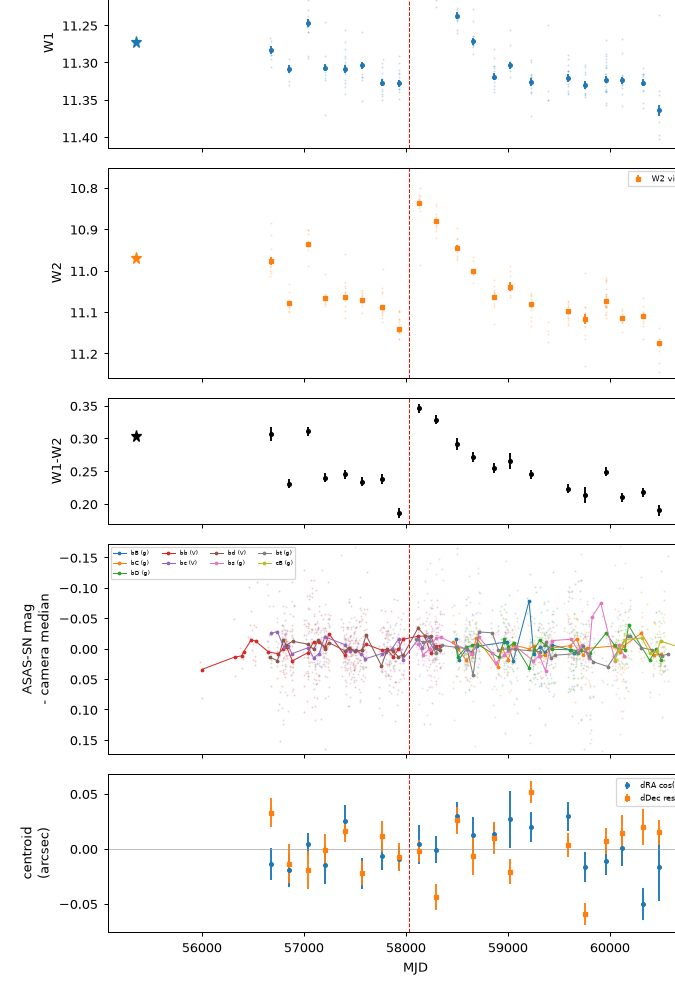 11.25
11.30
11.35
11.40
W1
10.8
10.9
11.0
11.1
11.2
W2
W2 vi
0.35
0.30
0.25
0.20
W1-W2
−0.15
−0.10
−0.05
0.00
0.05
0.10
0.15
ASAS-SN mag
- camera median
bB (g) bb (V) bd (V) bt (g)
bC (g) bc (V) bs (g) cB (g)
bD (g)
0.05
0.00
−0.05
centroid
(arcsec)
dRA cos(
dDec res
56000 57000 58000 59000 60000
MJD